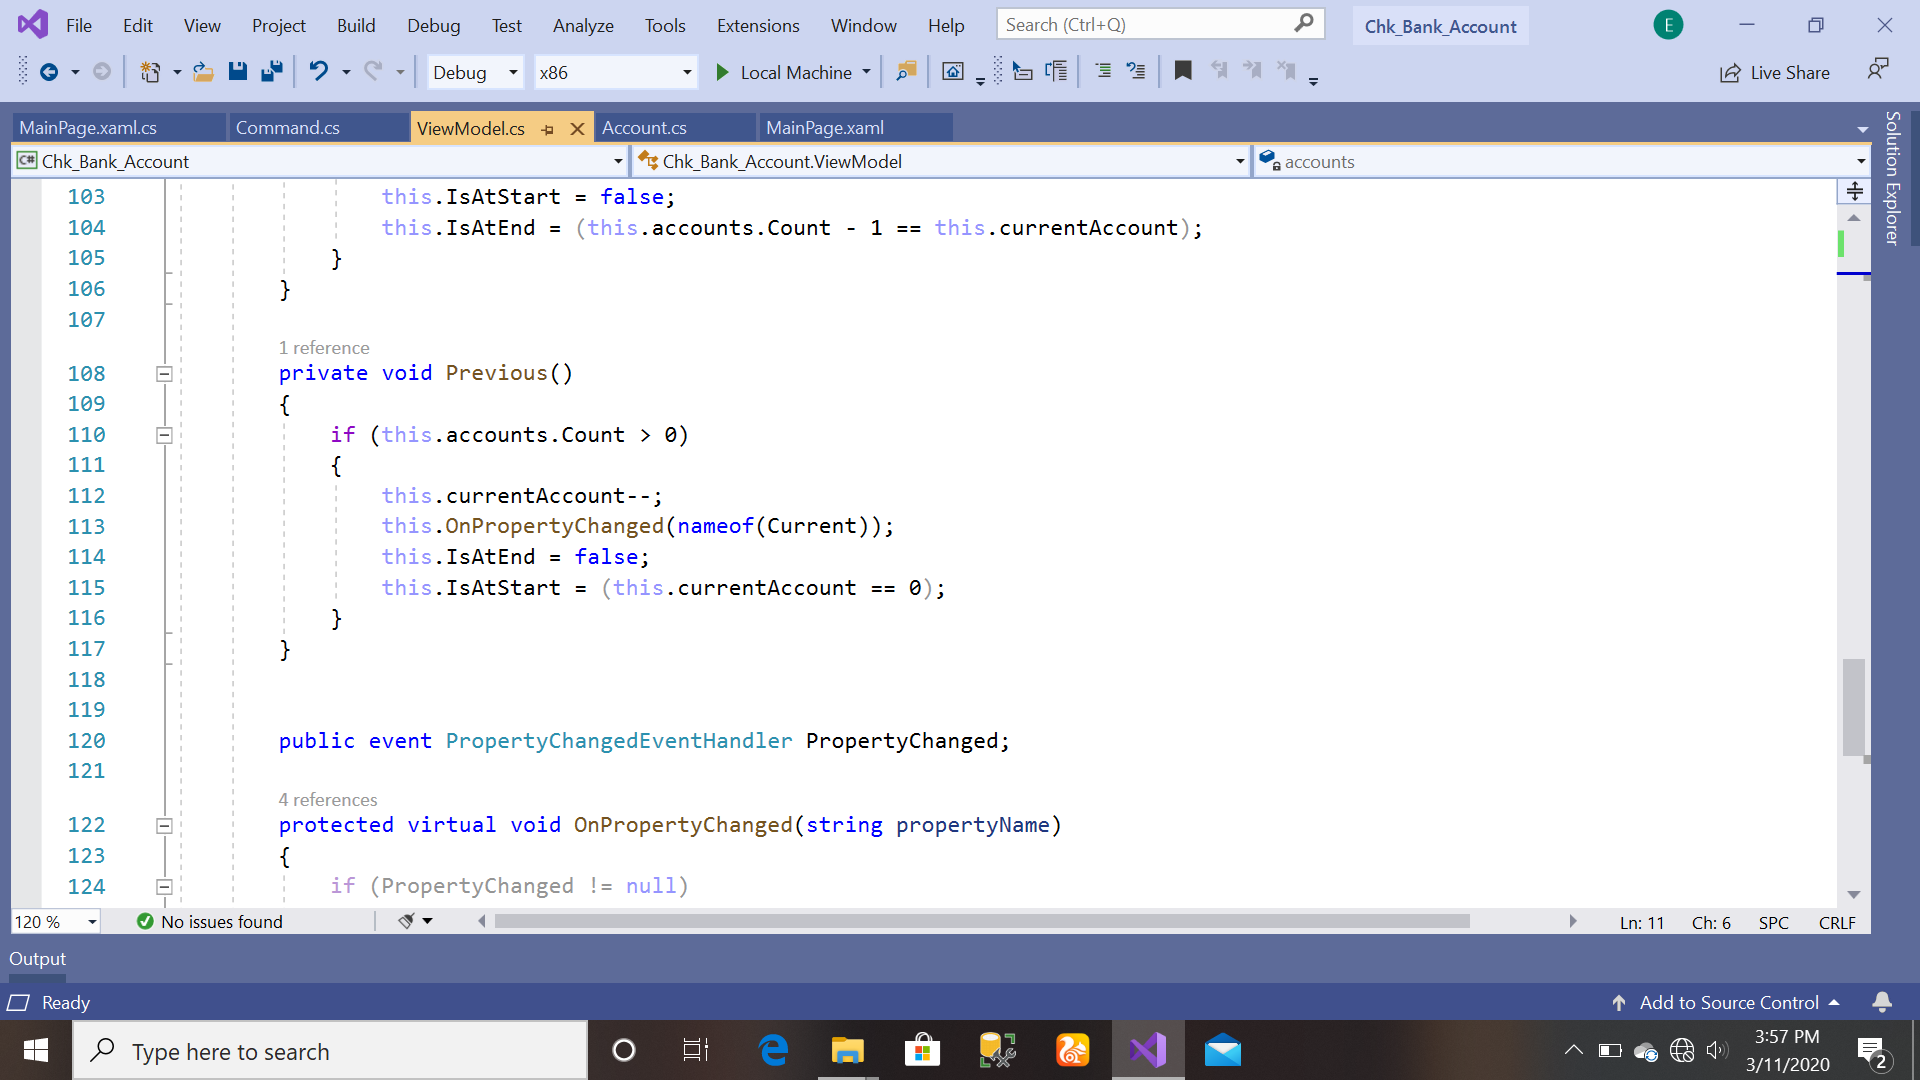 File Edit View Project Build Debug Test Analyze Tools Extensions Window Help Search (Ctrl+Q) Chk_Bank_Account E
Debug x86 Local Machine Live Share
MainPage.xaml.cs Command.cs ViewModel.cs Account.cs MainPage.xaml
C# Chk_Bank_Account Chk_Bank_Account.ViewModel accounts
Solution Explorer
103 this.IsAtStart = false;
104 this.IsAtEnd = (this.accounts.Count - 1 == this.currentAccount);
105 }
106 }
107
1 reference
108 private void Previous()
109 {
110 if (this.accounts.Count > 0)
111 {
112 this.currentAccount--;
113 this.OnPropertyChanged(nameof(Current));
114 this.IsAtEnd = false;
115 this.IsAtStart = (this.currentAccount == 0);
116 }
117 }
118
119
120 public event PropertyChangedEventHandler PropertyChanged;
121
4 references
122 protected virtual void OnPropertyChanged(string propertyName)
123 {
124 if (PropertyChanged != null)
120 % No issues found Ln: 11 Ch: 6 SPC CRLF
Output
Ready Add to Source Control
Type here to search 3:57 PM
3/11/2020 2